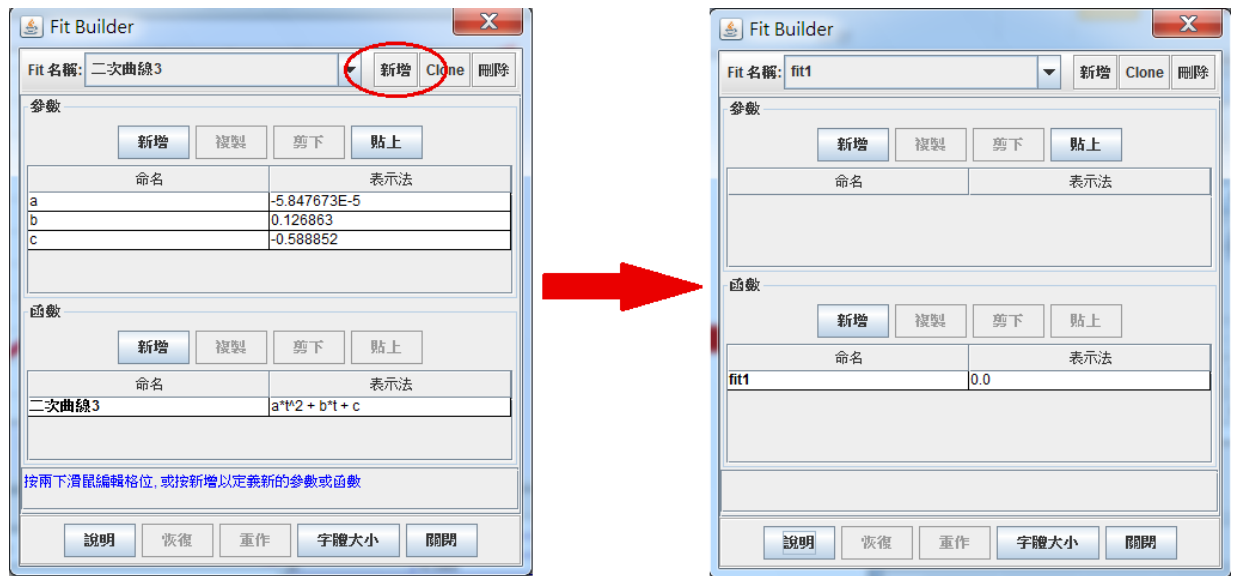 Fit Builder
Fit 名稱: 二次曲線3 新增 Clone 刪除
參數
新增 複製 剪下 貼上
命名 表示法
a -5.847673E-5
b 0.126863
c -0.588852
函數
新增 複製 剪下 貼上
命名 表示法
二次曲線3 a*t^2 + b*t + c
按兩下滑鼠編輯格位, 或按新增以定義新的參數或函數
說明 恢復 重作 字體大小 關閉
Fit Builder
Fit 名稱: fit1 新增 Clone 刪除
參數
新增 複製 剪下 貼上
命名 表示法
函數
新增 複製 剪下 貼上
命名 表示法
fit1 0.0
說明 恢復 重作 字體大小 關閉